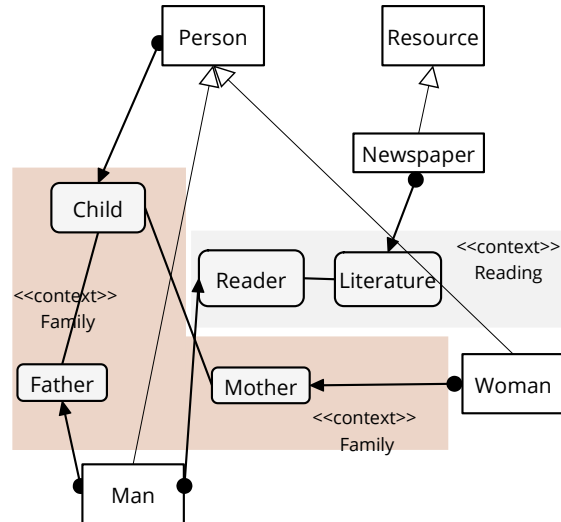 Person
Resource
Newspaper
Child
<<context>>
Reading
Reader
Literature
<<context>>
Family
Father
Mother
Woman
<<context>>
Family
Man